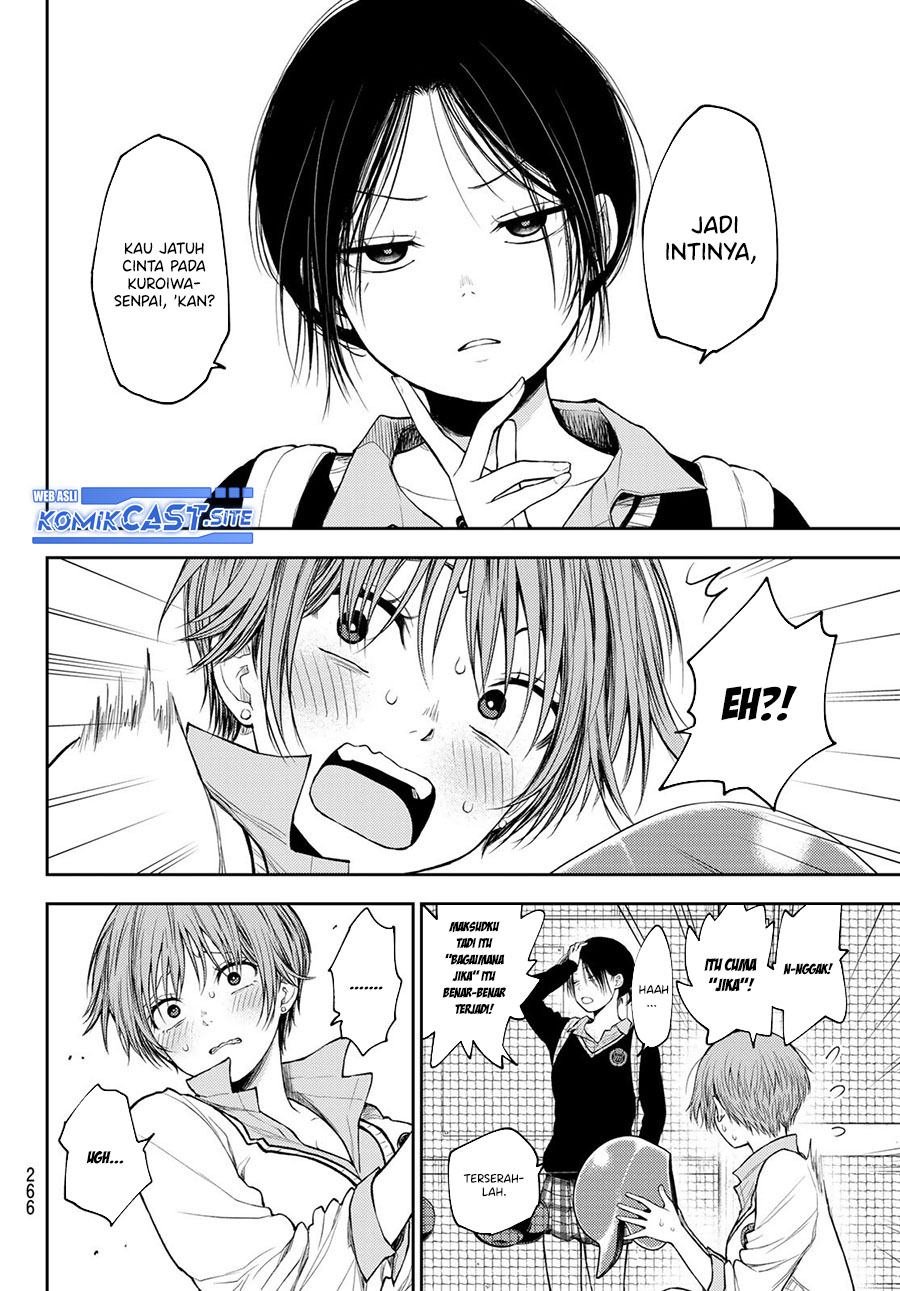 JADI
INTINYA,
KAU JATUH
CINTA PADA
KUROIWA-
SENPAI, 'KAN?
WEB ASLI
KOMIKCAST.SITE
EH?!
N-NGGAK!
ITU CUMA
"JIKA"!
HAAH
...
MAKSUDKU
TADI ITU
"BAGAIMANA
JIKA" ITU
BENAR-BENAR
TERJADI!
TERSERAH-
LAH.
........
UGH...
266